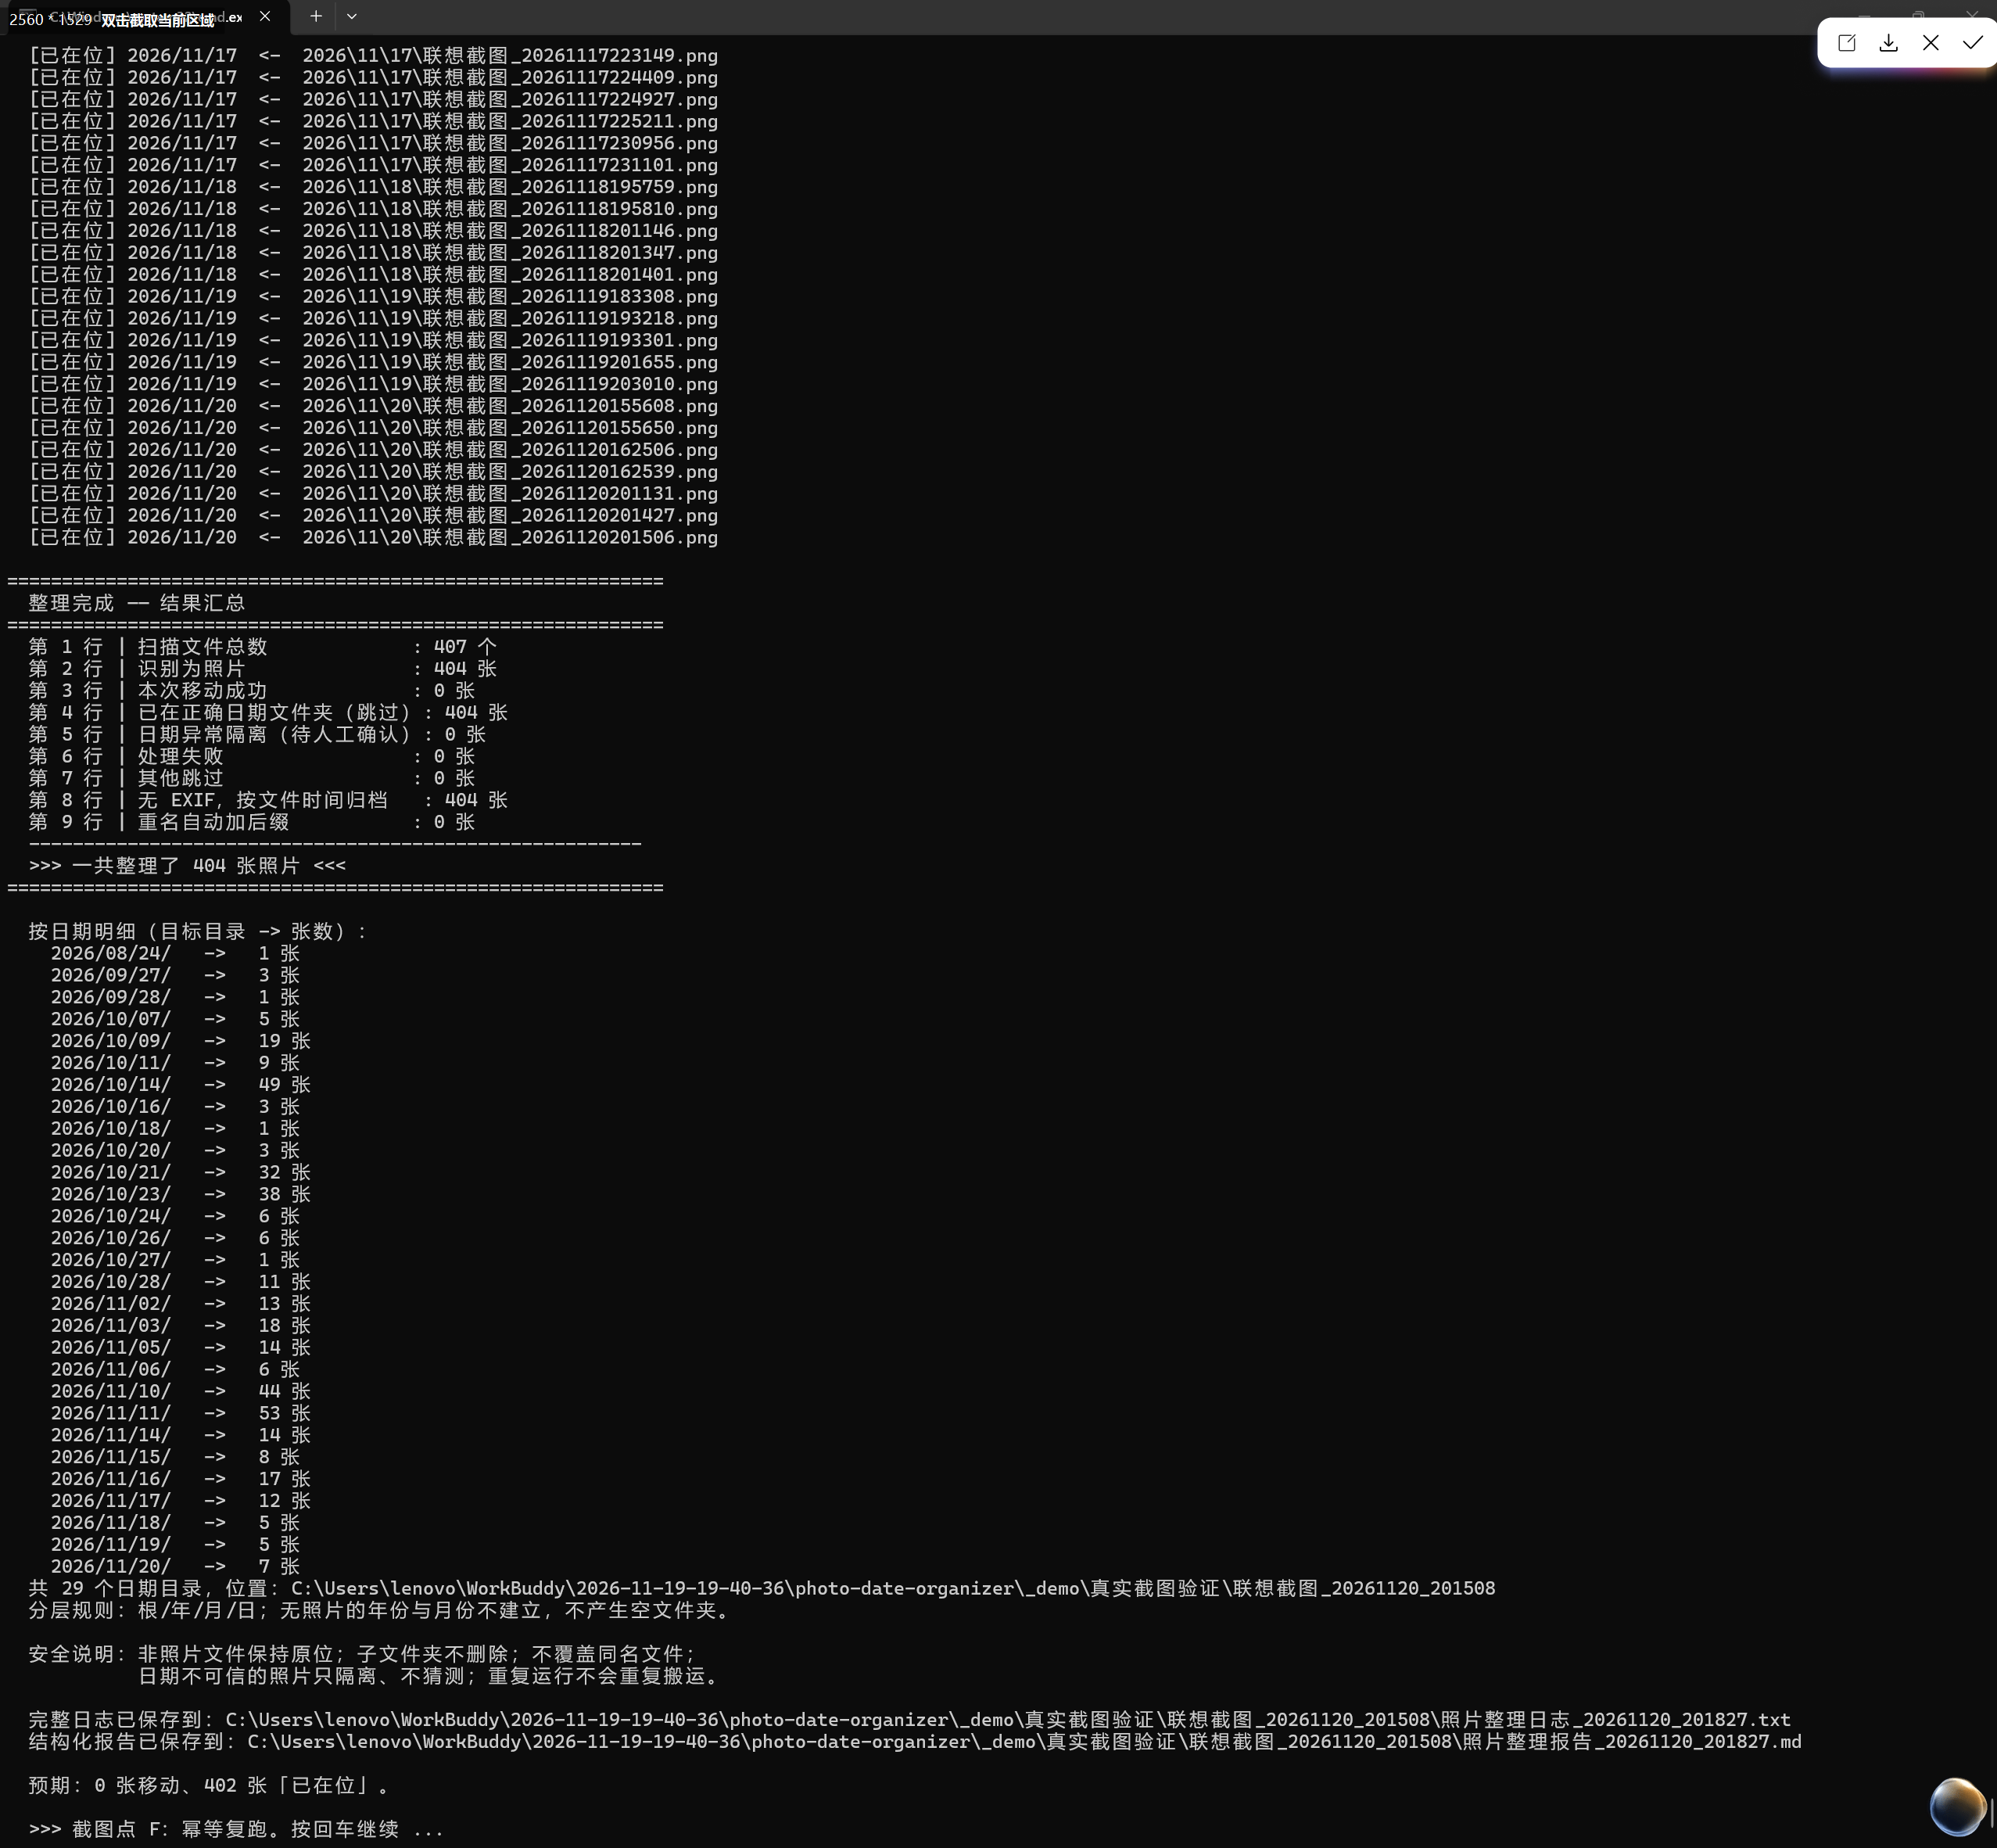 2560 * 1529 双击截取当前区域
[已在位] 2026/11/17  <-  2026\11\17\联想截图_20261117223149.png
[已在位] 2026/11/17  <-  2026\11\17\联想截图_20261117224409.png
[已在位] 2026/11/17  <-  2026\11\17\联想截图_20261117224927.png
[已在位] 2026/11/17  <-  2026\11\17\联想截图_20261117225211.png
[已在位] 2026/11/17  <-  2026\11\17\联想截图_20261117230956.png
[已在位] 2026/11/17  <-  2026\11\17\联想截图_20261117231101.png
[已在位] 2026/11/18  <-  2026\11\18\联想截图_20261118195759.png
[已在位] 2026/11/18  <-  2026\11\18\联想截图_20261118195810.png
[已在位] 2026/11/18  <-  2026\11\18\联想截图_20261118201146.png
[已在位] 2026/11/18  <-  2026\11\18\联想截图_20261118201347.png
[已在位] 2026/11/18  <-  2026\11\18\联想截图_20261118201401.png
[已在位] 2026/11/19  <-  2026\11\19\联想截图_20261119183308.png
[已在位] 2026/11/19  <-  2026\11\19\联想截图_20261119193218.png
[已在位] 2026/11/19  <-  2026\11\19\联想截图_20261119193301.png
[已在位] 2026/11/19  <-  2026\11\19\联想截图_20261119201655.png
[已在位] 2026/11/19  <-  2026\11\19\联想截图_20261119203010.png
[已在位] 2026/11/20  <-  2026\11\20\联想截图_20261120155608.png
[已在位] 2026/11/20  <-  2026\11\20\联想截图_20261120155650.png
[已在位] 2026/11/20  <-  2026\11\20\联想截图_20261120162506.png
[已在位] 2026/11/20  <-  2026\11\20\联想截图_20261120162539.png
[已在位] 2026/11/20  <-  2026\11\20\联想截图_20261120201131.png
[已在位] 2026/11/20  <-  2026\11\20\联想截图_20261120201427.png
[已在位] 2026/11/20  <-  2026\11\20\联想截图_20261120201506.png
============================================================
整理完成 —— 结果汇总
============================================================
第 1 行 | 扫描文件总数 : 407 个
第 2 行 | 识别为照片 : 404 张
第 3 行 | 本次移动成功 : 0 张
第 4 行 | 已在正确日期文件夹（跳过）: 404 张
第 5 行 | 日期异常隔离（待人工确认）: 0 张
第 6 行 | 处理失败 : 0 张
第 7 行 | 其他跳过 : 0 张
第 8 行 | 无 EXIF，按文件时间归档 : 404 张
第 9 行 | 重名自动加后缀 : 0 张
--------------------------------------------------------
>>> 一共整理了 404 张照片 <<<
============================================================
按日期明细（目标目录 -> 张数）：
2026/08/24/   ->   1 张
2026/09/27/   ->   3 张
2026/09/28/   ->   1 张
2026/10/07/   ->   5 张
2026/10/09/   ->   19 张
2026/10/11/   ->   9 张
2026/10/14/   ->   49 张
2026/10/16/   ->   3 张
2026/10/18/   ->   1 张
2026/10/20/   ->   3 张
2026/10/21/   ->   32 张
2026/10/23/   ->   38 张
2026/10/24/   ->   6 张
2026/10/26/   ->   6 张
2026/10/27/   ->   1 张
2026/10/28/   ->   11 张
2026/11/02/   ->   13 张
2026/11/03/   ->   18 张
2026/11/05/   ->   14 张
2026/11/06/   ->   6 张
2026/11/10/   ->   44 张
2026/11/11/   ->   53 张
2026/11/14/   ->   14 张
2026/11/15/   ->   8 张
2026/11/16/   ->   17 张
2026/11/17/   ->   12 张
2026/11/18/   ->   5 张
2026/11/19/   ->   5 张
2026/11/20/   ->   7 张
共 29 个日期目录，位置：C:\Users\lenovo\WorkBuddy\2026-11-19-19-40-36\photo-date-organizer\_demo\真实截图验证\联想截图_20261120_201508
分层规则：根/年/月/日；无照片的年份与月份不建立，不产生空文件夹。
安全说明：非照片文件保持原位；子文件夹不删除；不覆盖同名文件；
日期不可信的照片只隔离、不猜测；重复运行不会重复搬运。
完整日志已保存到：C:\Users\lenovo\WorkBuddy\2026-11-19-19-40-36\photo-date-organizer\_demo\真实截图验证\联想截图_20261120_201508\照片整理日志_20261120_201827.txt
结构化报告已保存到：C:\Users\lenovo\WorkBuddy\2026-11-19-19-40-36\photo-date-organizer\_demo\真实截图验证\联想截图_20261120_201508\照片整理报告_20261120_201827.md
预期：0 张移动、402 张「已在位」。
>>> 截图点 F：幂等复跑。按回车继续 ...